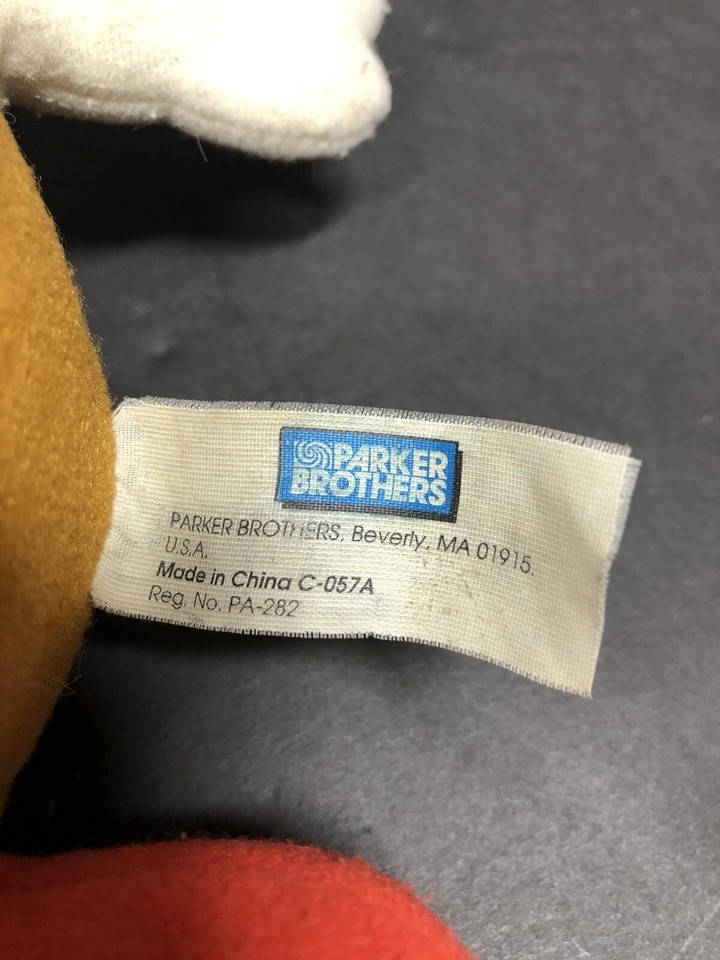 PARKER
BROTHERS
PARKER BROTHERS, Beverly, MA 01915,
U.S.A.
Made in China C-057A
Reg. No. PA-282